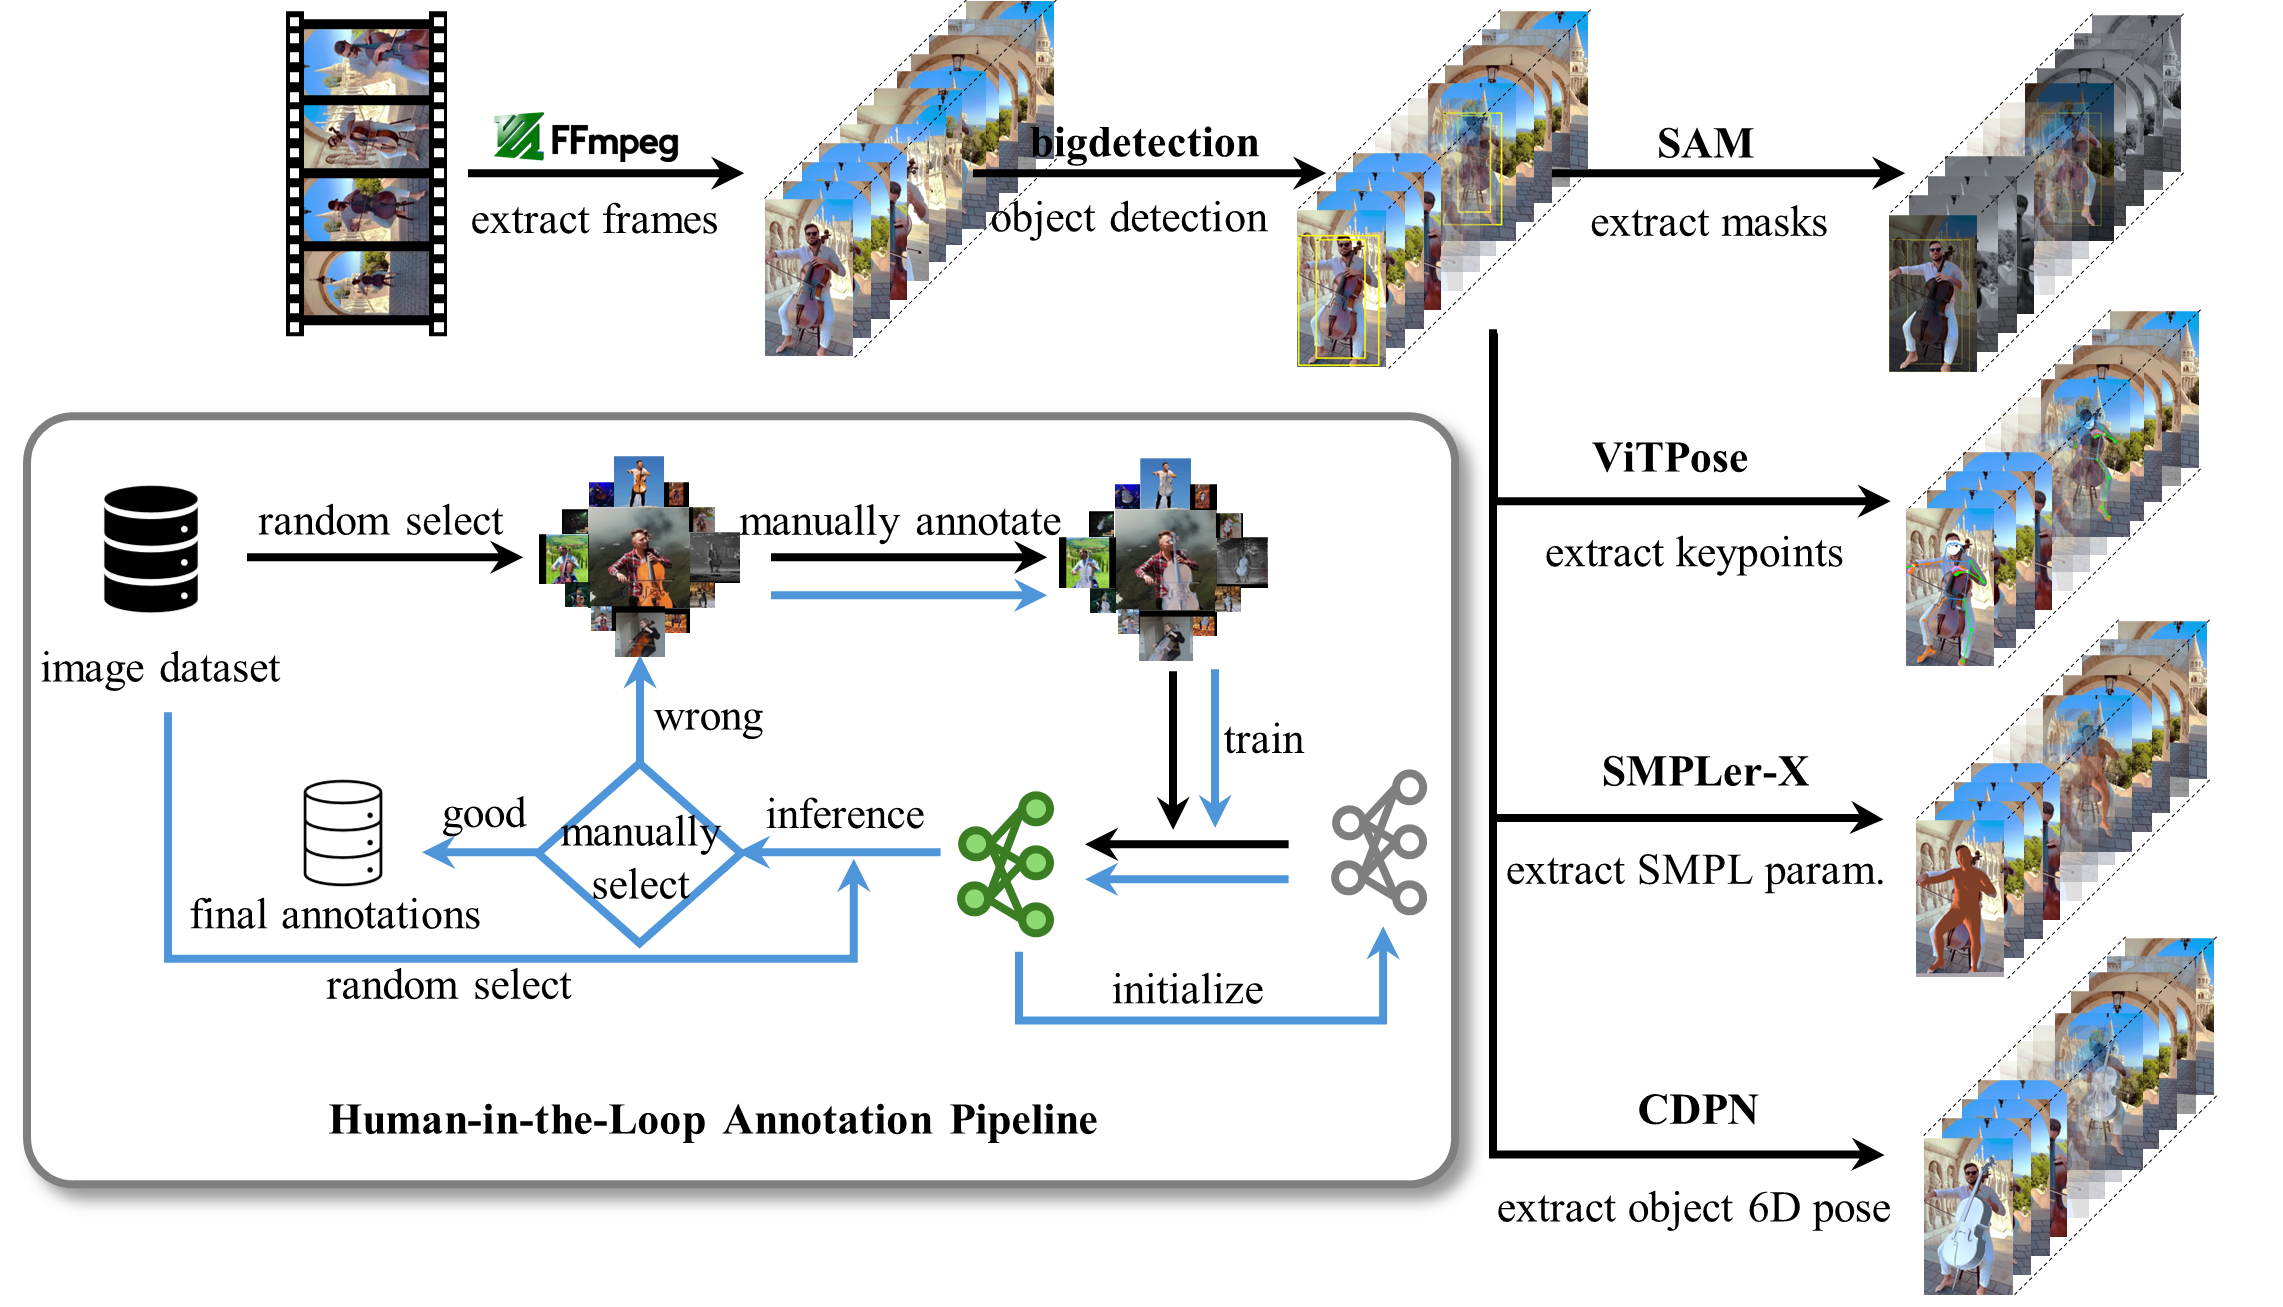 FFmpeg
extract frames
bigdetection
object detection
SAM
extract masks
ViTPose
extract keypoints
SMPLer-X
extract SMPL param.
CDPN
extract object 6D pose
random select
manually annotate
image dataset
wrong
train
good
manually
select
inference
final annotations
random select
initialize
Human-in-the-Loop Annotation Pipeline